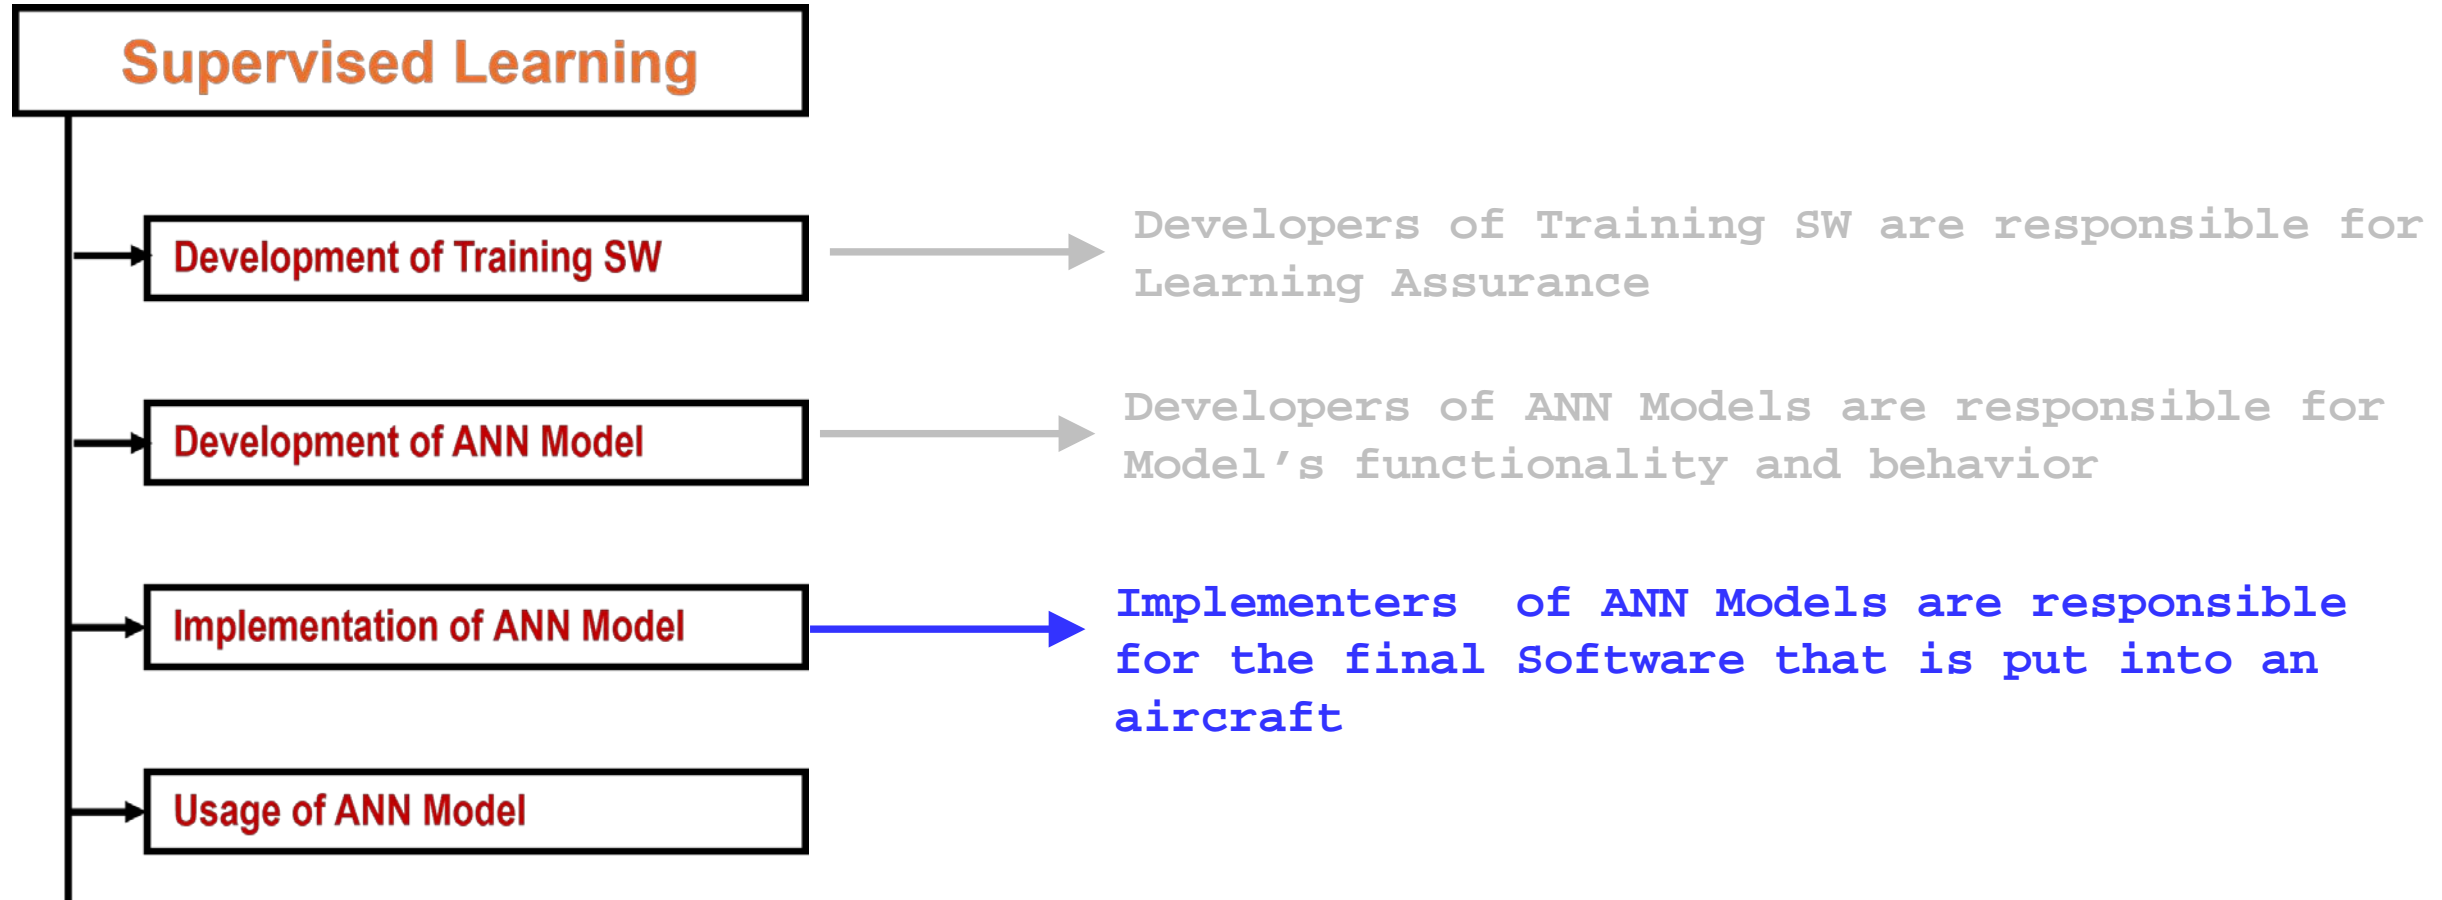 Supervised Learning
Development of Training SW
Developers of Training SW are responsible for
Learning Assurance
Development of ANN Model
Developers of ANN Models are responsible for
Model’s functionality and behavior
Implementation of ANN Model
Implementers  of ANN Models are responsible
for the final Software that is put into an
aircraft
Usage of ANN Model